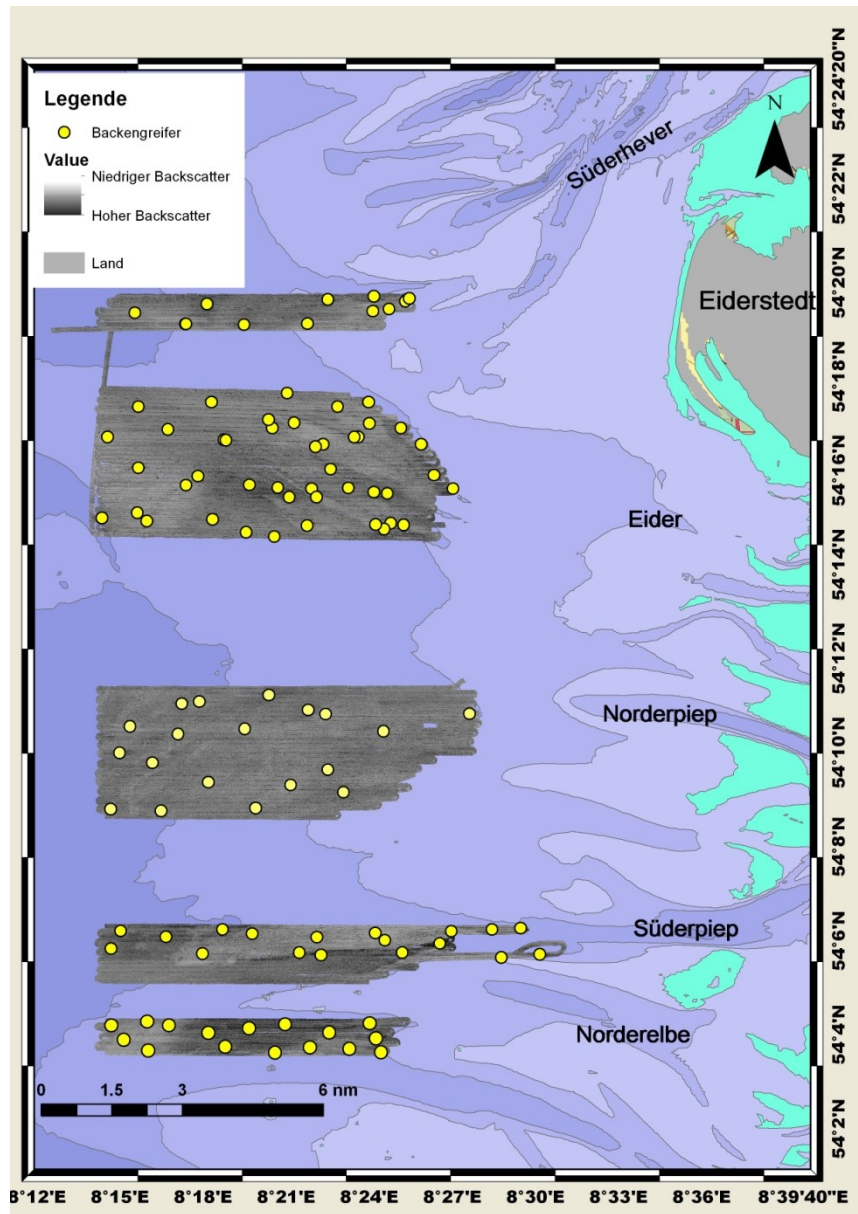 Legende
Backengreifer
Value
Niedriger Backscatter
Hoher Backscatter
Land
N
Süderhever
Eiderstedt
Eider
Norderpiep
Süderpiep
Norderelbe
0 1.5 3 6 nm
54°24'20"N
54°22'N
54°20'N
54°18'N
54°16'N
54°14'N
54°12'N
54°10'N
54°8'N
54°6'N
54°4'N
54°2'N
8°12'E 8°15'E 8°18'E 8°21'E 8°24'E 8°27'E 8°30'E 8°33'E 8°36'E 8°39'40"E